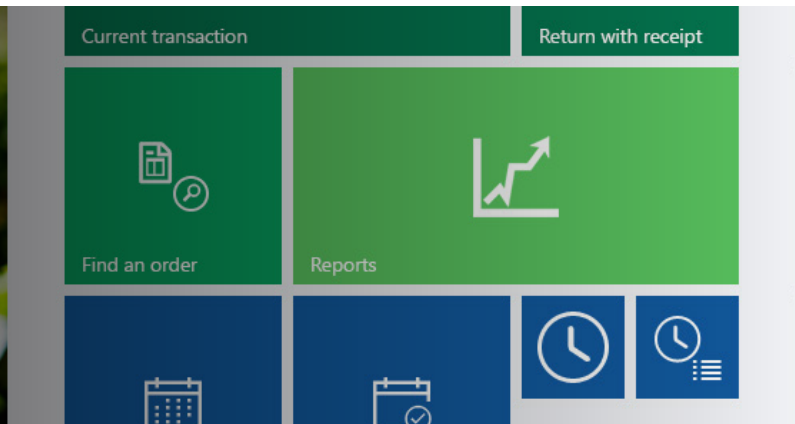 Current transaction
Return with receipt
Find an order
Reports